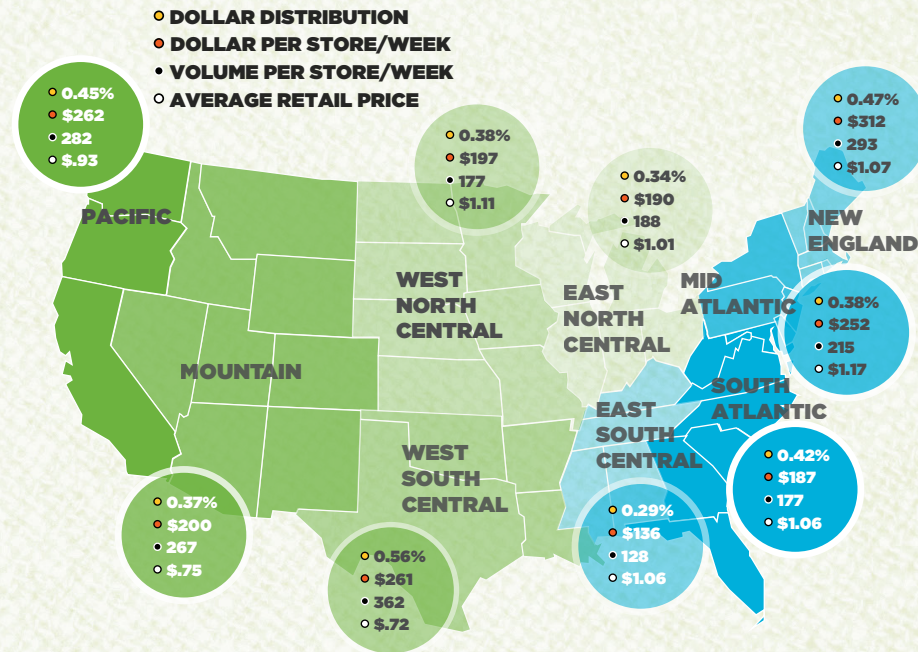 DOLLAR DISTRIBUTION
DOLLAR PER STORE/WEEK
VOLUME PER STORE/WEEK
AVERAGE RETAIL PRICE
0.45%
$262
282
$.93
PACIFIC
0.38%
$197
177
$1.11
WEST
NORTH
CENTRAL
0.34%
$190
188
$1.01
EAST
NORTH
CENTRAL
0.47%
$312
293
$1.07
NEW
ENGLAND
MID
ATLANTIC
0.38%
$252
215
$1.17
MOUNTAIN
0.37%
$200
267
$.75
WEST
SOUTH
CENTRAL
0.56%
$261
362
$.72
EAST
SOUTH
CENTRAL
0.29%
$136
128
$1.06
SOUTH
ATLANTIC
0.42%
$187
177
$1.06